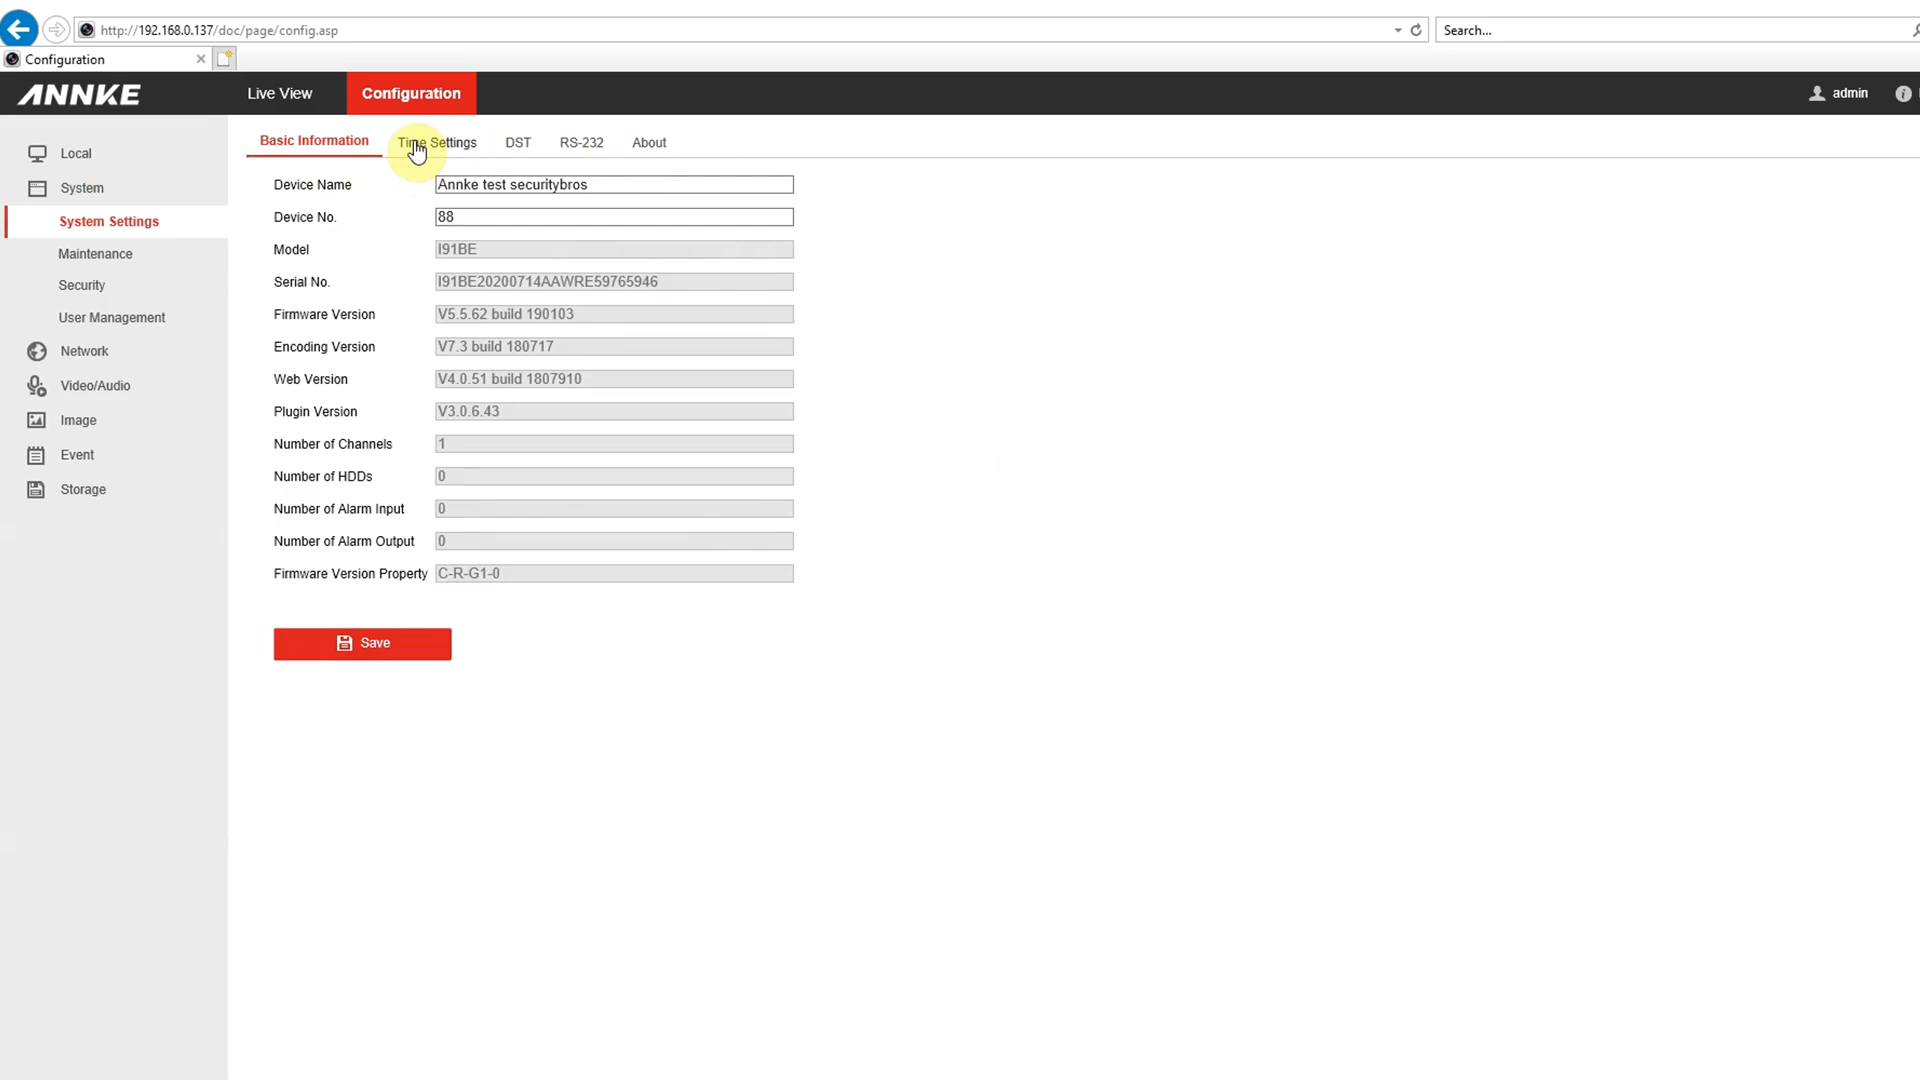 http://192.168.0.137/doc/page/config.asp
Search...
Configuration
ANNKE
Live View
Configuration
admin
Basic Information
Time Settings
DST
RS-232
About
Local
System
System Settings
Maintenance
Security
User Management
Network
Video/Audio
Image
Event
Storage
Device Name
Annke test securitybros
Device No.
88
Model
I91BE
Serial No.
I91BE20200714AAWRE59765946
Firmware Version
V5.5.62 build 190103
Encoding Version
V7.3 build 180717
Web Version
V4.0.51 build 1807910
Plugin Version
V3.0.6.43
Number of Channels
1
Number of HDDs
0
Number of Alarm Input
0
Number of Alarm Output
0
Firmware Version Property
C-R-G1-0
Save